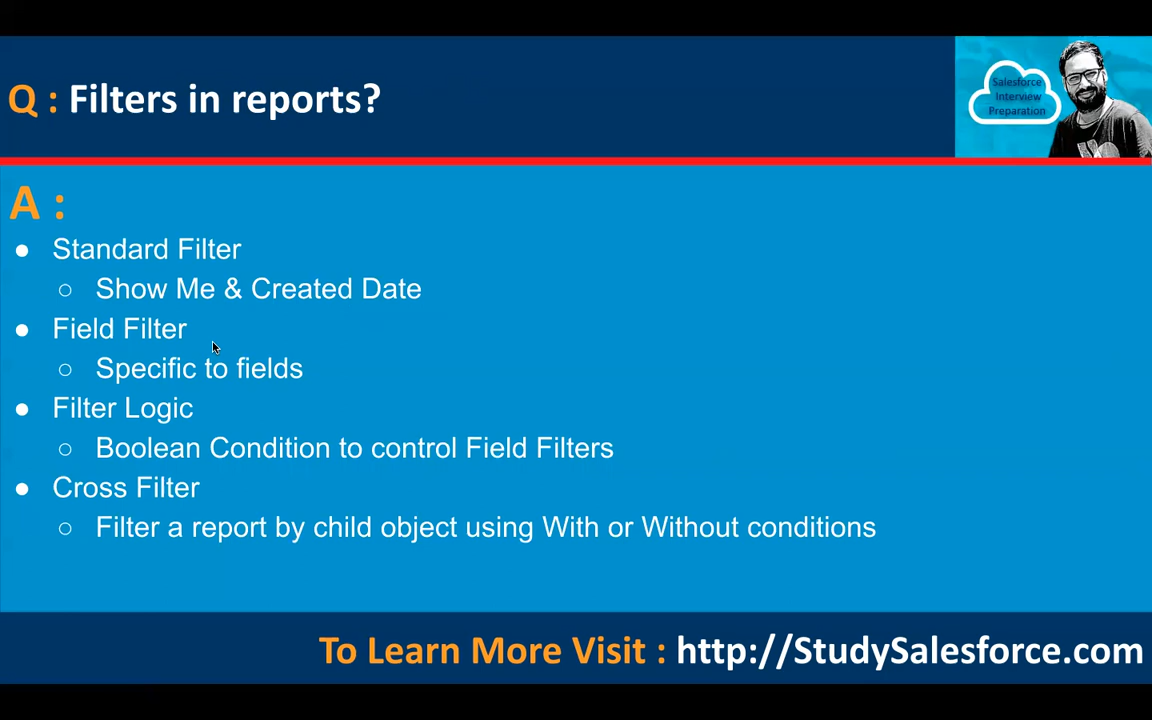 Q : Filters in reports?
Salesforce
Interview
Preparation
A :
● Standard Filter
○ Show Me & Created Date
● Field Filter
○ Specific to fields
● Filter Logic
○ Boolean Condition to control Field Filters
● Cross Filter
○ Filter a report by child object using With or Without conditions
To Learn More Visit : http://StudySalesforce.com